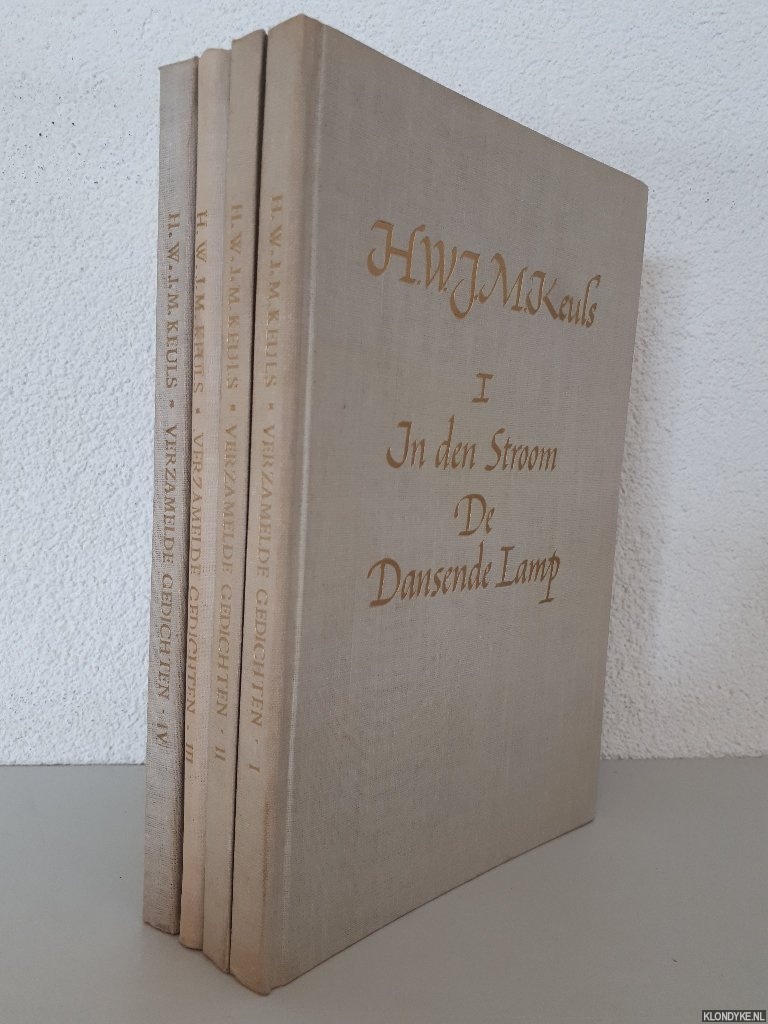 H.W.J.M. KEULS * VERZAMELDE GEDICHTEN · IV
H.W.J.M. KEULS * VERZAMELDE GEDICHTEN · III
H.W.J.M. KEULS * VERZAMELDE GEDICHTEN · II
H.W.J.M. KEULS * VERZAMELDE GEDICHTEN · I
H.W.J.M.Keuls
I
In den Stroom
De
Dansende Lamp
KLONDYKE.NL